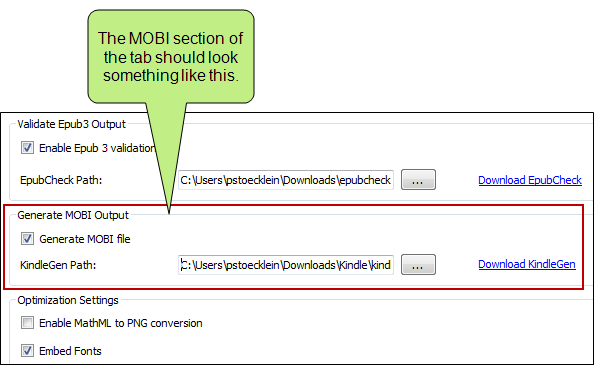 The MOBI section of
the tab should look
something like this.
Validate Epub3 Output
Enable Epub 3 validation
EpubCheck Path:
C:\Users\pstoecklein\Downloads\epubcheck
...
Download EpubCheck
Generate MOBI Output
Generate MOBI file
KindleGen Path:
C:\Users\pstoecklein\Downloads\Kindle\kind
...
Download KindleGen
Optimization Settings
Enable MathML to PNG conversion
Embed Fonts